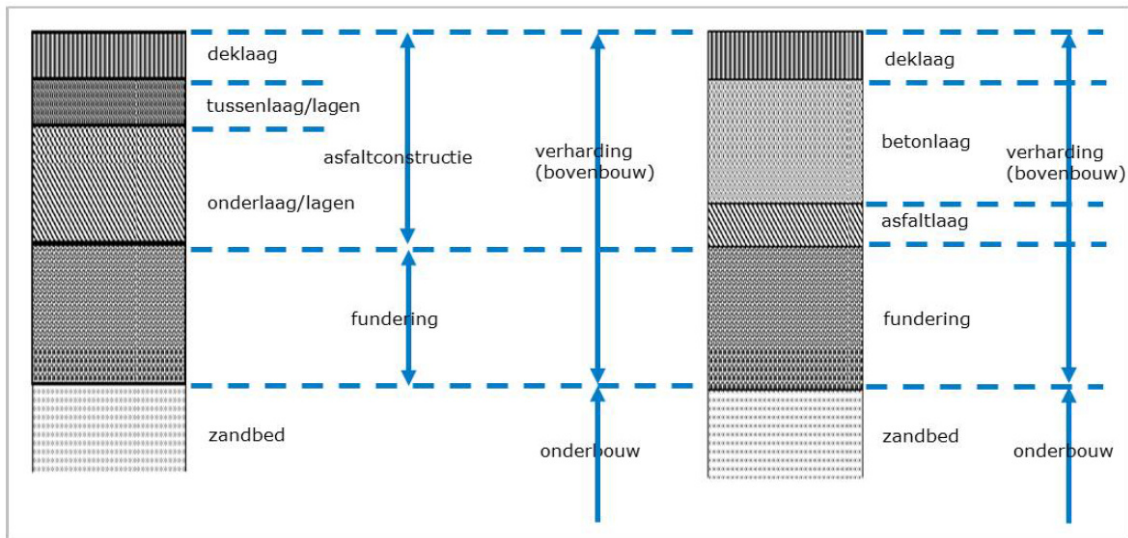 deklaag
tussenlaag/lagen
asfaltconstructie
verharding
(bovenbouw)
onderlaag/lagen
fundering
zandbed
onderbouw
deklaag
betonlaag
verharding
(bovenbouw)
asfaltlaag
fundering
zandbed
onderbouw